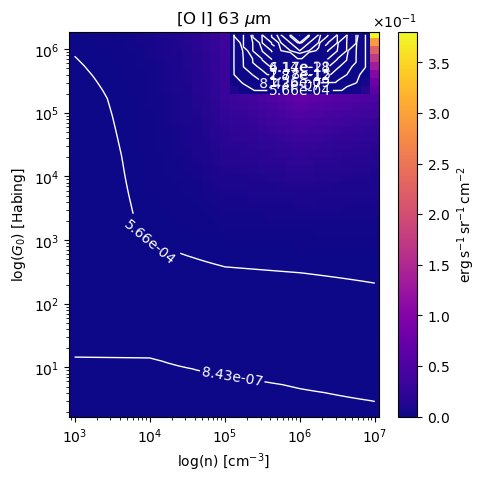 [O I] 63 μm
×10⁻¹
10⁶
10⁵
10⁴
10³
10²
10¹
log(G₀) [Habing]
5.66e-04
5.66e-04
8.43e-07
10³
10⁴
10⁵
10⁶
10⁷
log(n) [cm⁻³]
3.5
3.0
2.5
2.0
1.5
1.0
0.5
0.0
erg s⁻¹ sr⁻¹ cm⁻²